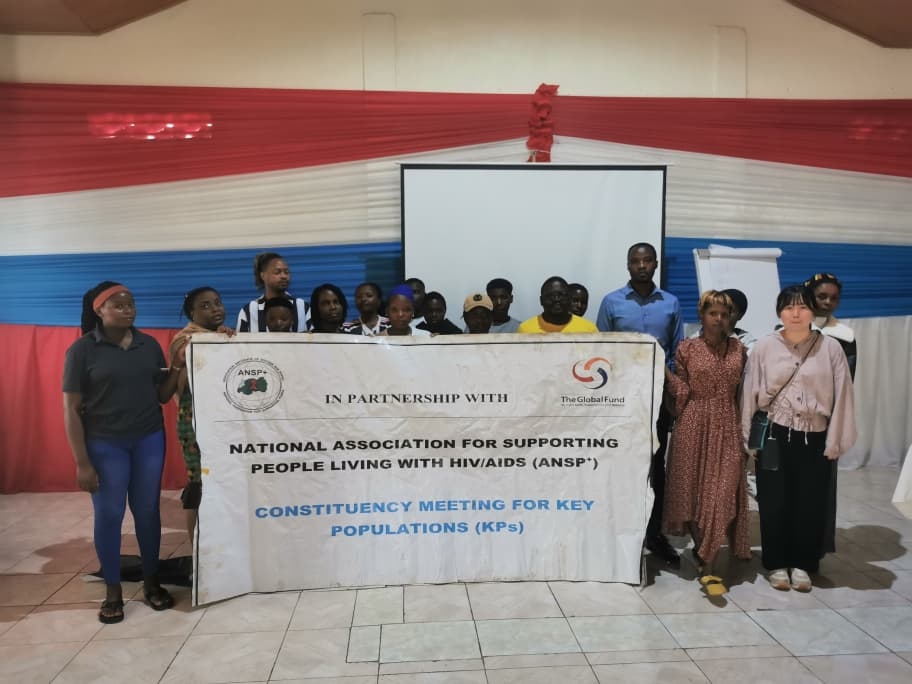 ANSP+
IN PARTNERSHIP WITH
The Global Fund
NATIONAL ASSOCIATION FOR SUPPORTING
PEOPLE LIVING WITH HIV/AIDS (ANSP⁺)
CONSTITUENCY MEETING FOR KEY
POPULATIONS (KPs)